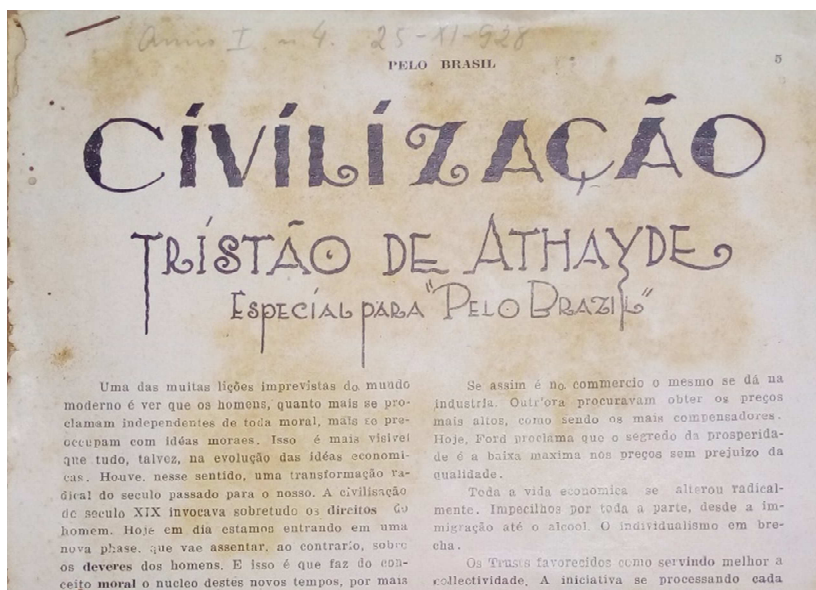 Anno I n 4. 25-XI-928
PELO BRASIL
5
CIVILIZAÇÃO
TRISTÃO DE ATHAYDE
ESPECIAL PARA "PELO BRAZIL"
Uma das muitas lições imprevistas do mundo
moderno é ver que os homens, quanto mais se pro-
clamam independentes de toda moral, mais se pre-
occupam com idéas moraes. Isso é mais visivel
que tudo, talvez, na evolução das idéas economi-
cas. Houve, nesse sentido, uma transformação ra-
dical do seculo passado para o nosso. A civilisação
do seculo XIX invocava sobretudo os direitos do
homem. Hoje em dia estamos entrando em uma
nova phase, que vae assentar, ao contrario, sobre
os deveres dos homens. E isso é que faz do con-
ceito moral o nucleo destes novos tempos, por mais
Se assim é no commercio o mesmo se dá na
industria. Outr'ora procuravam obter os preços
mais altos, como sendo os mais compensadores.
Hoje, Ford proclama que o segredo da prosperida-
de é a baixa maxima nos preços sem prejuizo da
qualidade.
Toda a vida economica se alterou radical-
mente. Impecilhos por toda a parte, desde a im-
migração até o alcool. O individualismo em bre-
cha.
Os Trusts favorecidos como servindo melhor a
collectividade. A iniciativa se processando cada